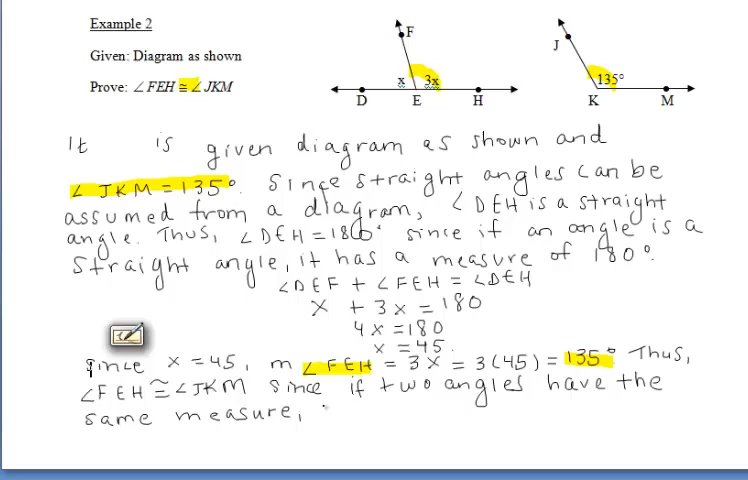 Example 2
Given: Diagram as shown
Prove: ∠ FEH ≅ ∠ JKM
F
x 3x
D E H
J
135°
K M
It is given diagram as shown and
∠ JKM = 135°. Since straight angles can be
assumed from a diagram, ∠ DEH is a straight
angle. Thus, ∠ DEH = 180° since if an angle is a
straight angle, it has a measure of 180°.
∠DEF + ∠FEH = ∠DEH
x + 3x = 180
4x = 180
x = 45.
Since x = 45, m ∠ FEH = 3x = 3(45) = 135° Thus,
∠FEH ≅ ∠JKM since if two angles have the
same measure,